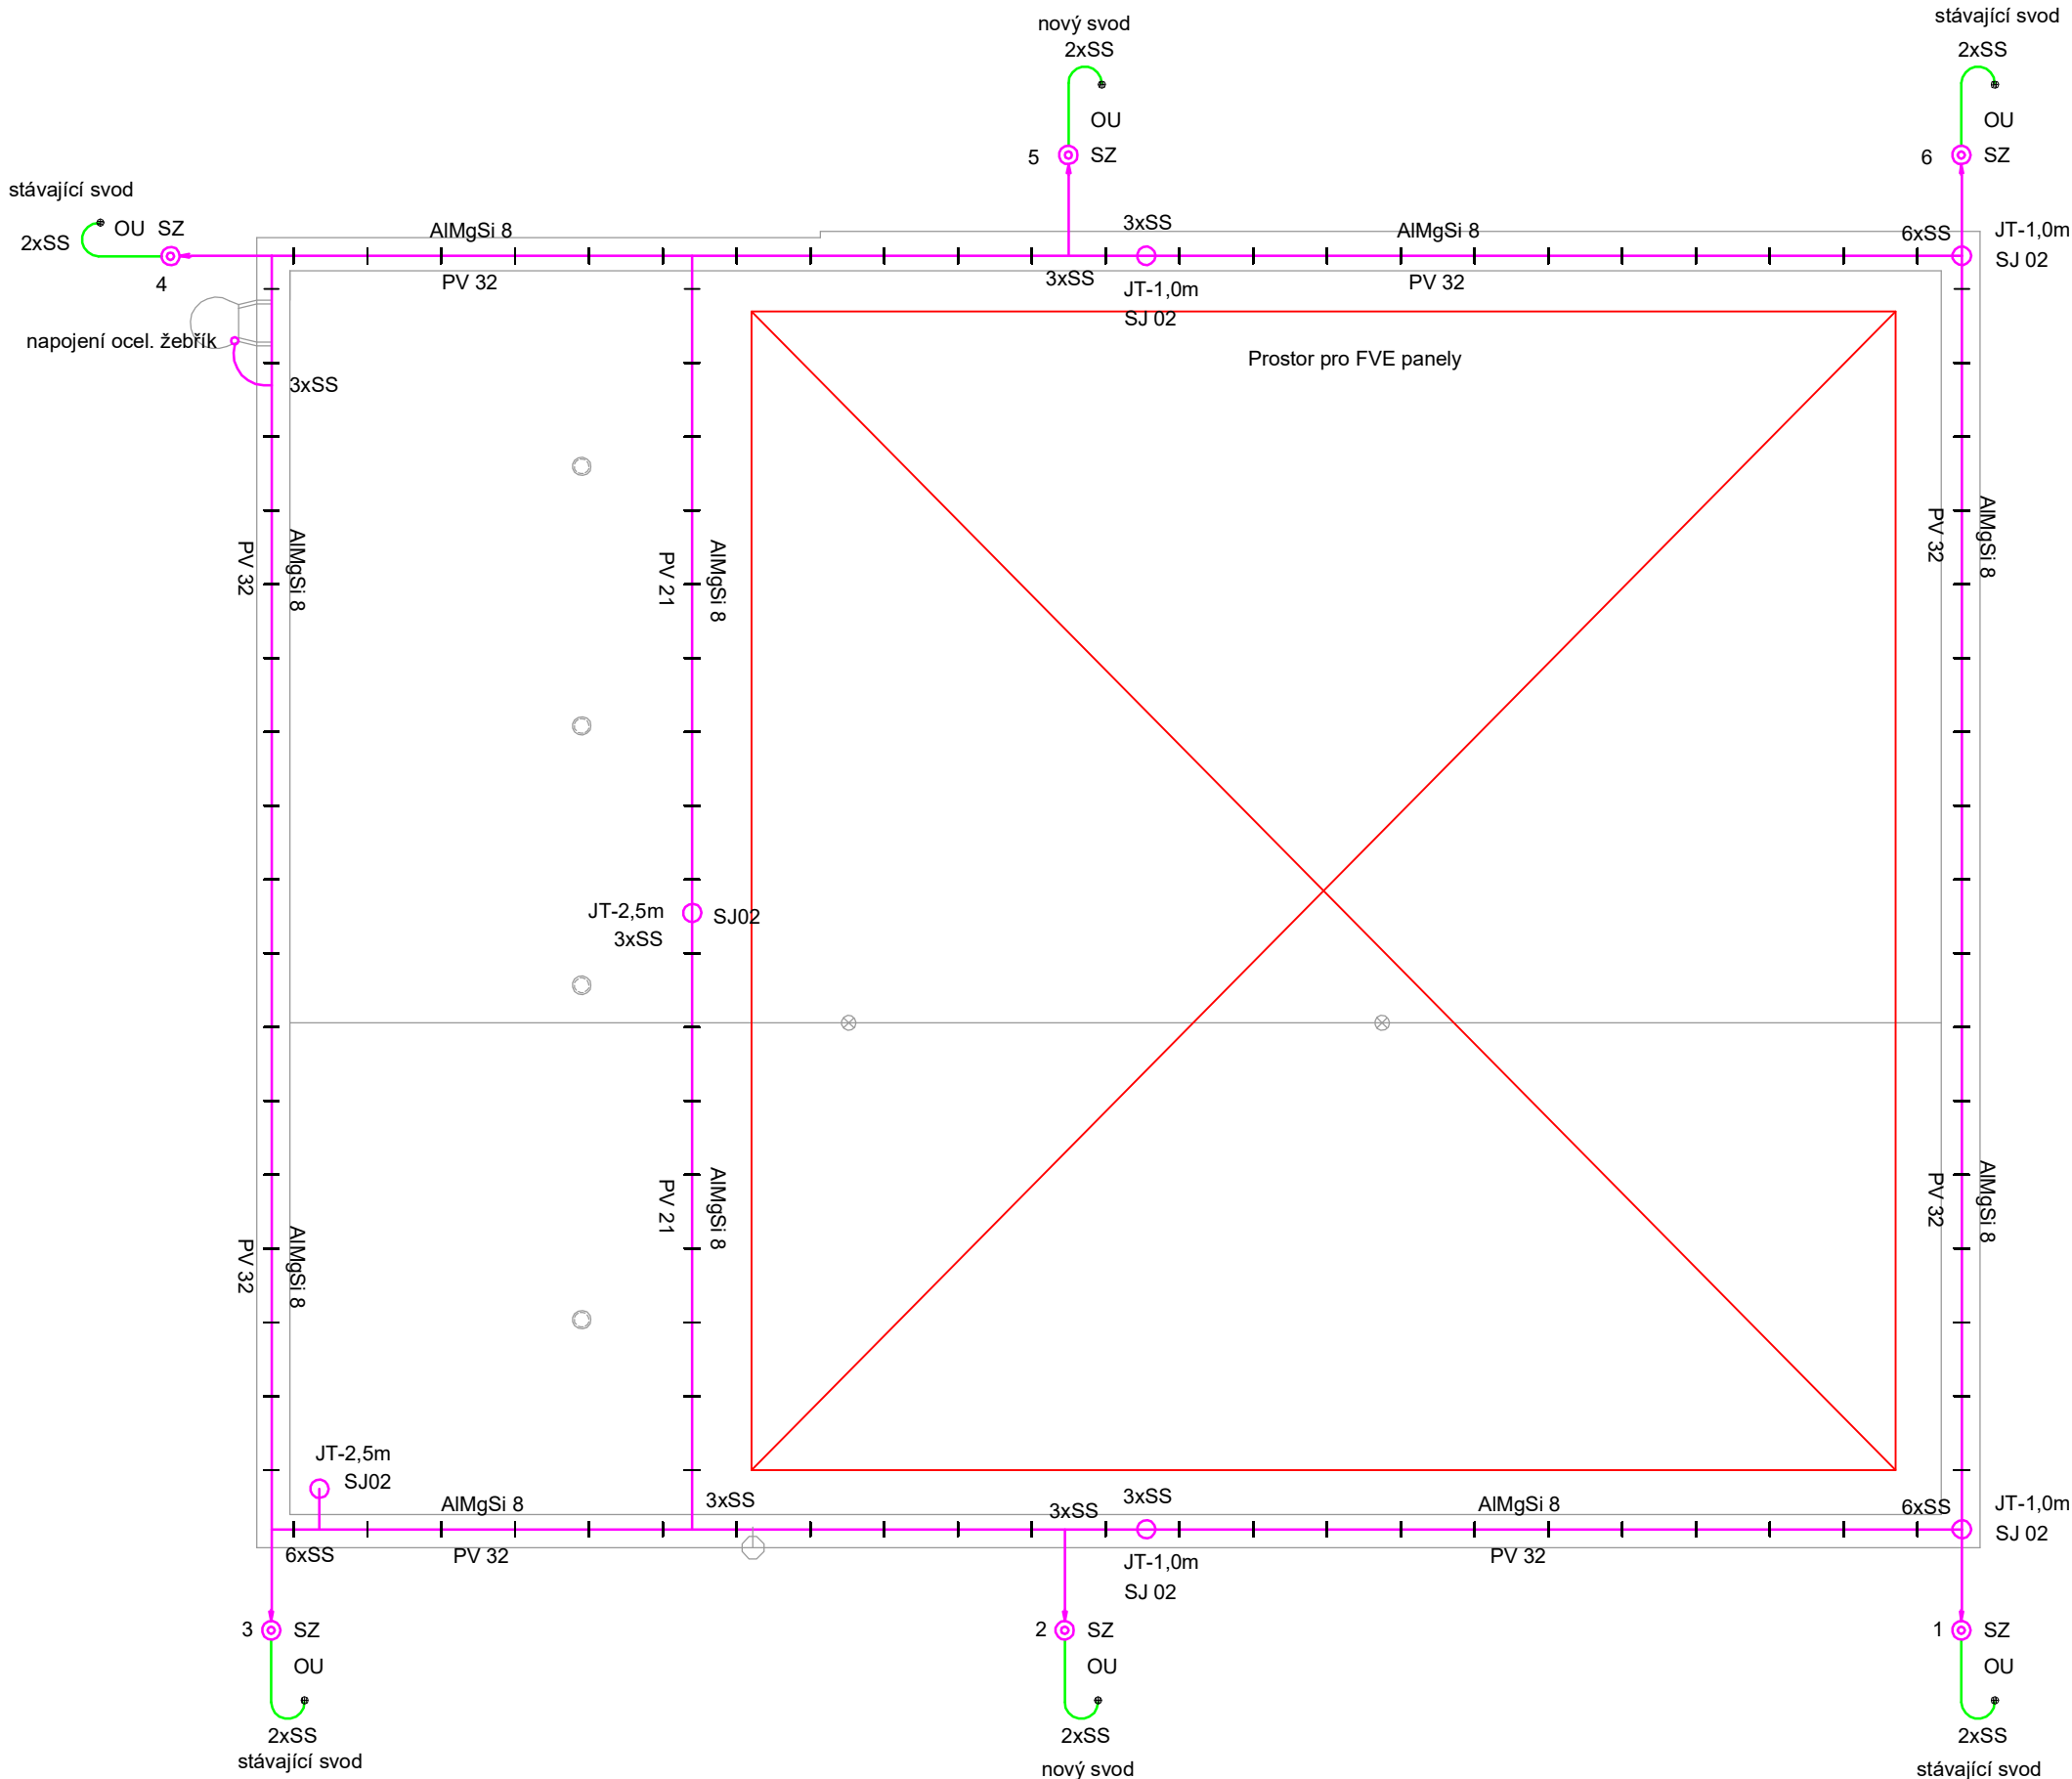 nový svod
2xSS
OU
5
SZ
stávající svod
2xSS
OU
6
SZ
stávající svod
2xSS
OU
SZ
4
AlMgSi 8
PV 32
3xSS
3xSS
JT-1,0m
SJ 02
AlMgSi 8
PV 32
6xSS
JT-1,0m
SJ 02
napojení ocel. žebřík
3xSS
Prostor pro FVE panely
PV 32
AlMgSi 8
PV 21
AlMgSi 8
PV 32
AlMgSi 8
JT-2,5m
3xSS
SJ02
PV 32
AlMgSi 8
PV 21
AlMgSi 8
PV 32
AlMgSi 8
JT-2,5m
SJ02
AlMgSi 8
PV 32
6xSS
3xSS
3xSS
3xSS
JT-1,0m
SJ 02
AlMgSi 8
PV 32
6xSS
JT-1,0m
SJ 02
3
SZ
OU
2xSS
stávající svod
2
SZ
OU
2xSS
nový svod
1
SZ
OU
2xSS
stávající svod